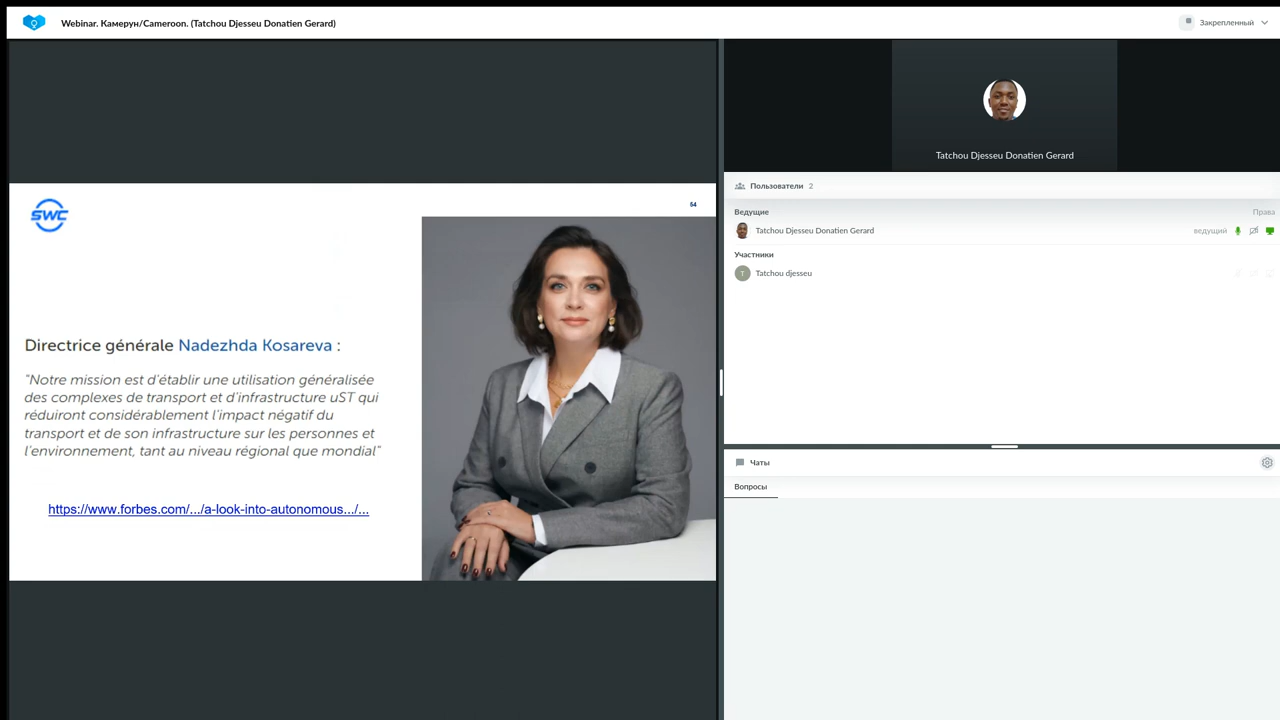 Webinar. Камерун/Cameroon. (Tatchou Djesseu Donatien Gerard)
Закрепленный
SWC
54
Directrice générale Nadezhda Kosareva :
"Notre mission est d'établir une utilisation généralisée
des complexes de transport et d'infrastructure uST qui
réduiront considérablement l'impact négatif du
transport et de son infrastructure sur les personnes et
l'environnement, tant au niveau régional que mondial"
https://www.forbes.com/.../a-look-into-autonomous.../...
Tatchou Djesseu Donatien Gerard
Пользователи 2
Ведущие Права
Tatchou Djesseu Donatien Gerard ведущий
Участники
T Tatchou djesseu
Чаты
Вопросы